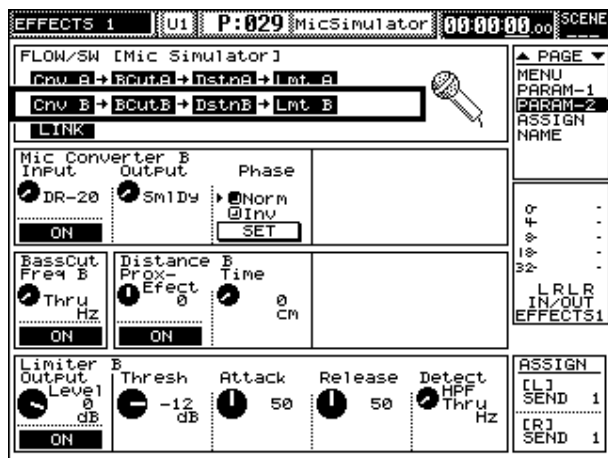 EFFECTS 1 U1 P:029 MicSimulator 00:00:00.00 SCENE
FLOW/SW [Mic Simulator]
Cnv A → BCutA → DstnA → Lmt A
Cnv B → BCutB → DstnB → Lmt B
LINK
▲ PAGE ▼
MENU
PARAM-1
PARAM-2
ASSIGN
NAME
Mic Converter B
Input Output Phase
DR-20 SmlDy Norm
Inv
ON SET
0
4
8
18
32
LRLR
IN/OUT
EFFECTS1
BassCut
Freq B
Thru
Hz
ON
Distance B
Prox-
Efect Time
0 0
cm
ON
Limiter B
Output
Level Thresh Attack Release Detect
HPF
0 -12 50 50 Thru
dB dB Hz
ON
ASSIGN
[L]
SEND 1
[R]
SEND 1